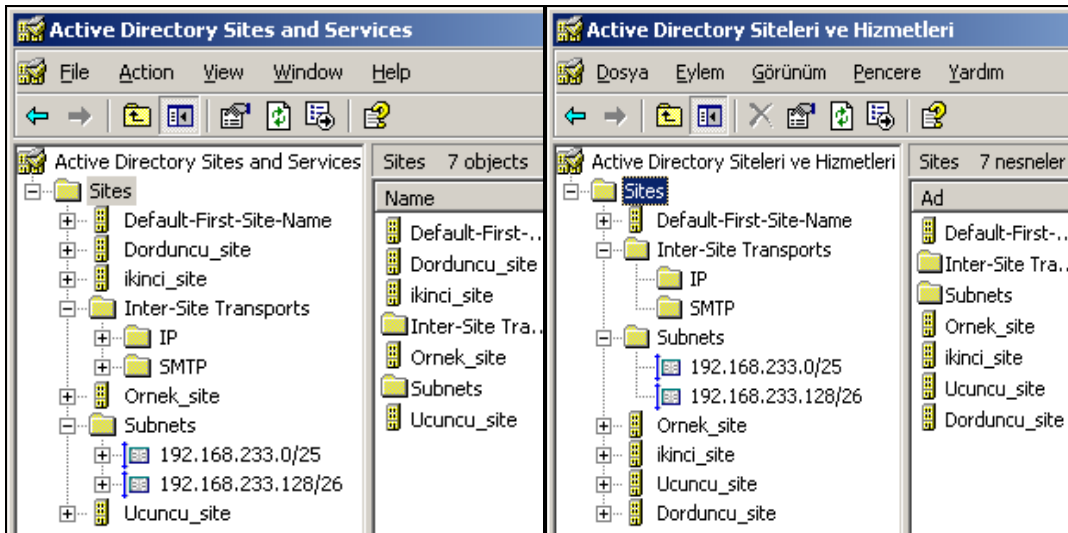 Active Directory Sites and Services
File Action View Window Help
Active Directory Sites and Services
Sites
Default-First-Site-Name
Dorduncu_site
ikinci_site
Inter-Site Transports
IP
SMTP
Ornek_site
Subnets
192.168.233.0/25
192.168.233.128/26
Ucuncu_site
Sites 7 objects
Name
Default-First-...
Dorduncu_site
ikinci_site
Inter-Site Tra...
Ornek_site
Subnets
Ucuncu_site
Active Directory Siteleri ve Hizmetleri
Dosya Eylem Görünüm Pencere Yardım
Active Directory Siteleri ve Hizmetleri
Sites
Default-First-Site-Name
Inter-Site Transports
IP
SMTP
Subnets
192.168.233.0/25
192.168.233.128/26
Ornek_site
ikinci_site
Ucuncu_site
Dorduncu_site
Sites 7 nesneler
Ad
Default-First-...
Inter-Site Tra...
Subnets
Ornek_site
ikinci_site
Ucuncu_site
Dorduncu_site